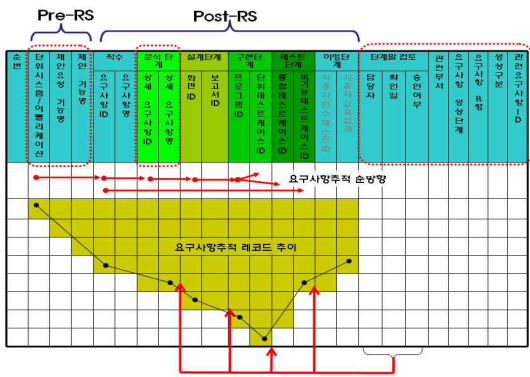 Pre-RS
Post-RS
순번
단위시스템/어플리케이션
제안요청 기능명
제안 기능명
착수
요구사항ID
요구사항명
분석 단계
상세 요구사항ID
상세 요구사항명
설계단계
화면ID
보고서ID
구현단계
프로그램ID
단위테스트케이스ID
테스트단계
통합테스트케이스ID
비기능테스트케이스ID
이행단계
사용자인수테스트ID
사용자교육결과
단계말 검토
담당자
확인일
승인여부
관련부서
요구사항 생성단계
요구사항 유형
생성구분
관련요구사항ID
요구사항추적 순방향
요구사항추적 레코드 추이